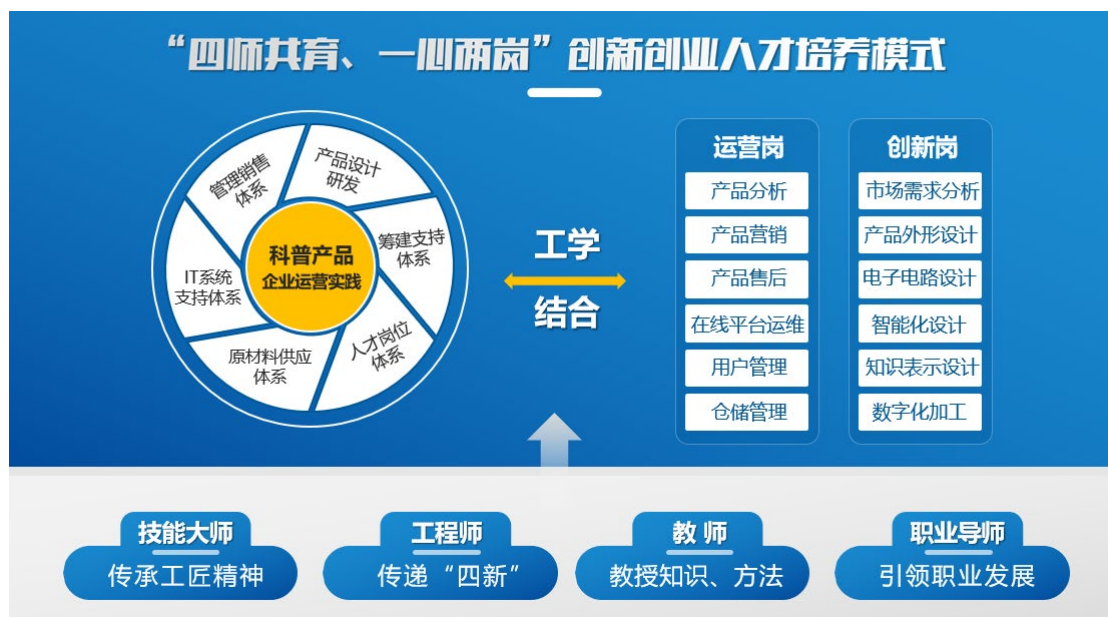 “四师共育、一心两岗”创新创业人才培养模式
管理销售
体系
产品设计
研发
筹建支持
体系
人才岗位
体系
原材料供应
体系
IT系统
支持体系
科普产品
企业运营实践
工学
结合
运营岗
产品分析
产品营销
产品售后
在线平台运维
用户管理
仓储管理
创新岗
市场需求分析
产品外形设计
电子电路设计
智能化设计
知识表示设计
数字化加工
技能大师
传承工匠精神
工程师
传递“四新”
教 师
教授知识、方法
职业导师
引领职业发展